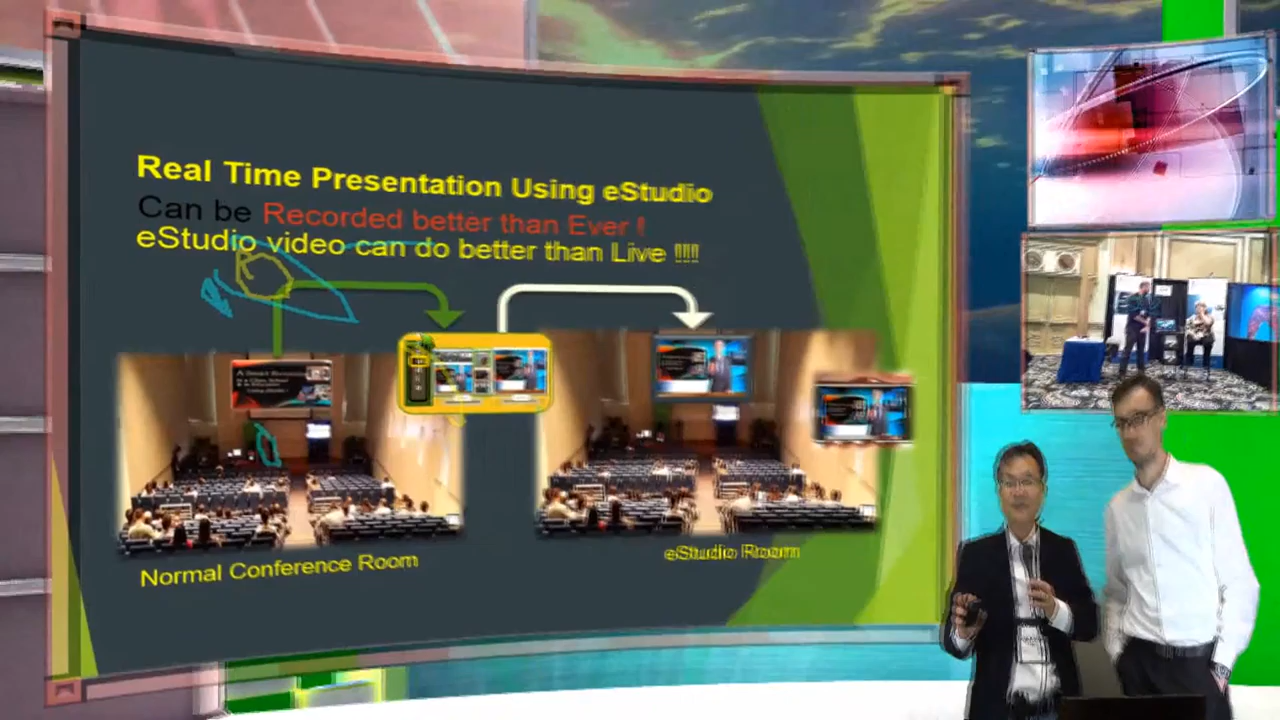 Real Time Presentation Using eStudio
Can be Recorded better than Ever !
eStudio video can do better than Live !!!!
Normal Conference Room
eStudio Room